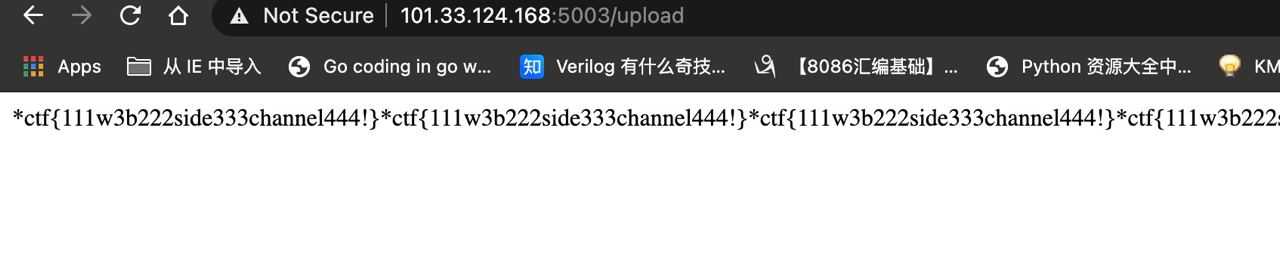 Not Secure | 101.33.124.168:5003/upload
Apps 从 IE 中导入 Go coding in go w... 知 Verilog 有什么奇技... 【8086汇编基础】... Python 资源大全中... KM
*ctf{111w3b222side333channel444!}*ctf{111w3b222side333channel444!}*ctf{111w3b222side333channel444!}*ctf{111w3b222s